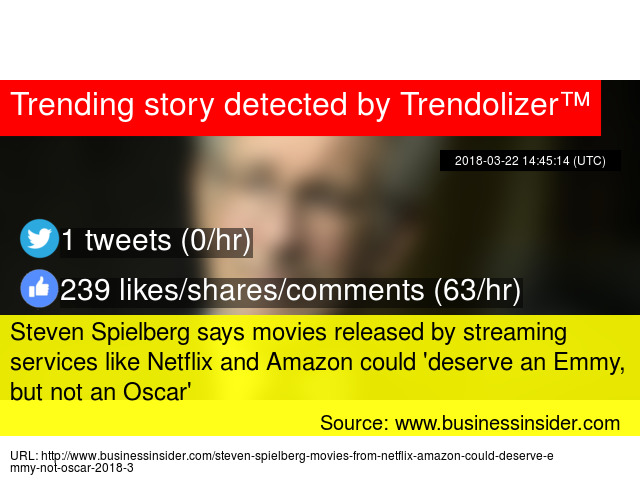 Trending story detected by Trendolizer™
2018-03-22 14:45:14 (UTC)
1 tweets (0/hr)
239 likes/shares/comments (63/hr)
Steven Spielberg says movies released by streaming
services like Netflix and Amazon could 'deserve an Emmy,
but not an Oscar'
Source: www.businessinsider.com
URL: http://www.businessinsider.com/steven-spielberg-movies-from-netflix-amazon-could-deserve-e
mmy-not-oscar-2018-3